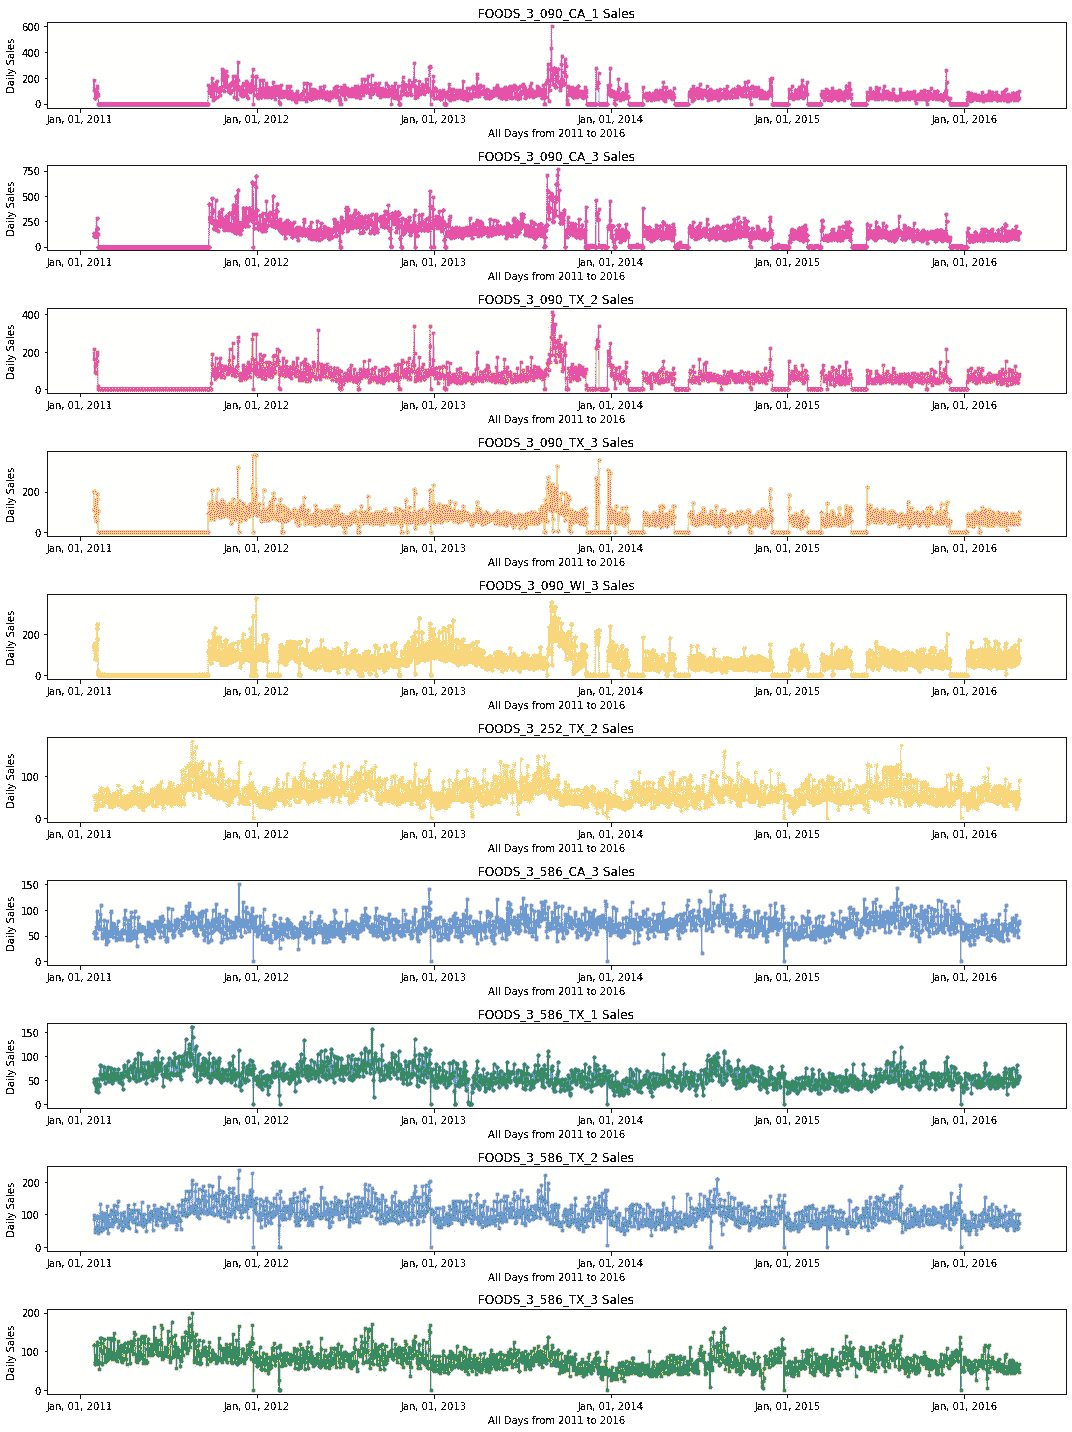 FOODS_3_090_CA_1 Sales
600
400
200
0
Daily Sales
Jan, 01, 2011 Jan, 01, 2012 Jan, 01, 2013 Jan, 01, 2014 Jan, 01, 2015 Jan, 01, 2016
All Days from 2011 to 2016
FOODS_3_090_CA_3 Sales
750
500
250
0
Daily Sales
Jan, 01, 2011 Jan, 01, 2012 Jan, 01, 2013 Jan, 01, 2014 Jan, 01, 2015 Jan, 01, 2016
All Days from 2011 to 2016
FOODS_3_090_TX_2 Sales
400
200
0
Daily Sales
Jan, 01, 2011 Jan, 01, 2012 Jan, 01, 2013 Jan, 01, 2014 Jan, 01, 2015 Jan, 01, 2016
All Days from 2011 to 2016
FOODS_3_090_TX_3 Sales
200
0
Daily Sales
Jan, 01, 2011 Jan, 01, 2012 Jan, 01, 2013 Jan, 01, 2014 Jan, 01, 2015 Jan, 01, 2016
All Days from 2011 to 2016
FOODS_3_090_WI_3 Sales
200
0
Daily Sales
Jan, 01, 2011 Jan, 01, 2012 Jan, 01, 2013 Jan, 01, 2014 Jan, 01, 2015 Jan, 01, 2016
All Days from 2011 to 2016
FOODS_3_252_TX_2 Sales
100
0
Daily Sales
Jan, 01, 2011 Jan, 01, 2012 Jan, 01, 2013 Jan, 01, 2014 Jan, 01, 2015 Jan, 01, 2016
All Days from 2011 to 2016
FOODS_3_586_CA_3 Sales
150
100
50
0
Daily Sales
Jan, 01, 2011 Jan, 01, 2012 Jan, 01, 2013 Jan, 01, 2014 Jan, 01, 2015 Jan, 01, 2016
All Days from 2011 to 2016
FOODS_3_586_TX_1 Sales
150
100
50
0
Daily Sales
Jan, 01, 2011 Jan, 01, 2012 Jan, 01, 2013 Jan, 01, 2014 Jan, 01, 2015 Jan, 01, 2016
All Days from 2011 to 2016
FOODS_3_586_TX_2 Sales
200
100
0
Daily Sales
Jan, 01, 2011 Jan, 01, 2012 Jan, 01, 2013 Jan, 01, 2014 Jan, 01, 2015 Jan, 01, 2016
All Days from 2011 to 2016
FOODS_3_586_TX_3 Sales
200
100
0
Daily Sales
Jan, 01, 2011 Jan, 01, 2012 Jan, 01, 2013 Jan, 01, 2014 Jan, 01, 2015 Jan, 01, 2016
All Days from 2011 to 2016